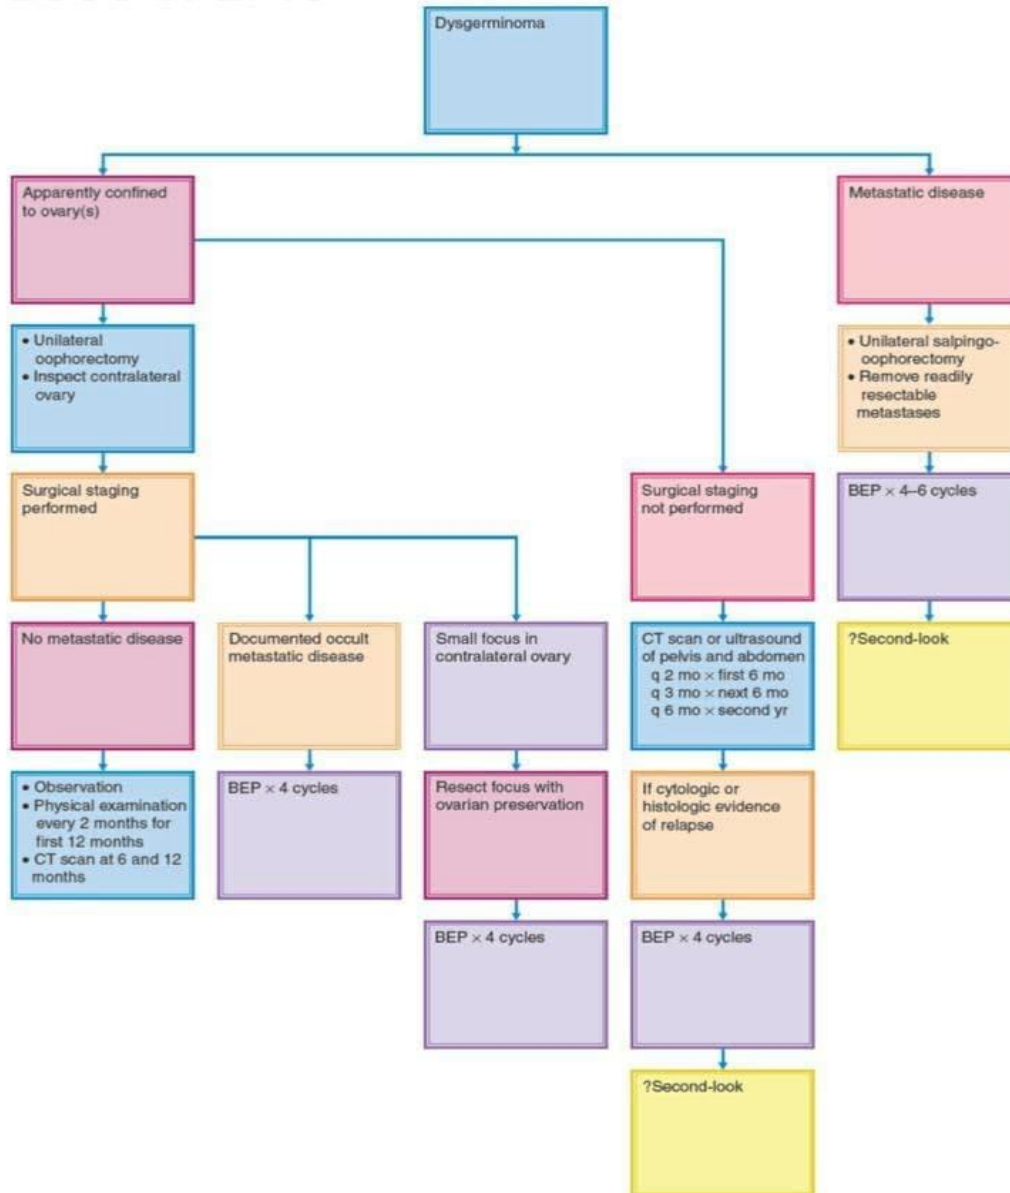 Dysgerminoma
Apparently confined
to ovary(s)
Metastatic disease
• Unilateral
oophorectomy
• Inspect contralateral
ovary
• Unilateral salpingo-
oophorectomy
• Remove readily
resectable
metastases
Surgical staging
performed
Surgical staging
not performed
BEP × 4–6 cycles
No metastatic disease
Documented occult
metastatic disease
Small focus in
contralateral ovary
CT scan or ultrasound
of pelvis and abdomen
q 2 mo × first 6 mo
q 3 mo × next 6 mo
q 6 mo × second yr
?Second-look
• Observation
• Physical examination
every 2 months for
first 12 months
• CT scan at 6 and 12
months
BEP × 4 cycles
Resect focus with
ovarian preservation
If cytologic or
histologic evidence
of relapse
BEP × 4 cycles
BEP × 4 cycles
?Second-look